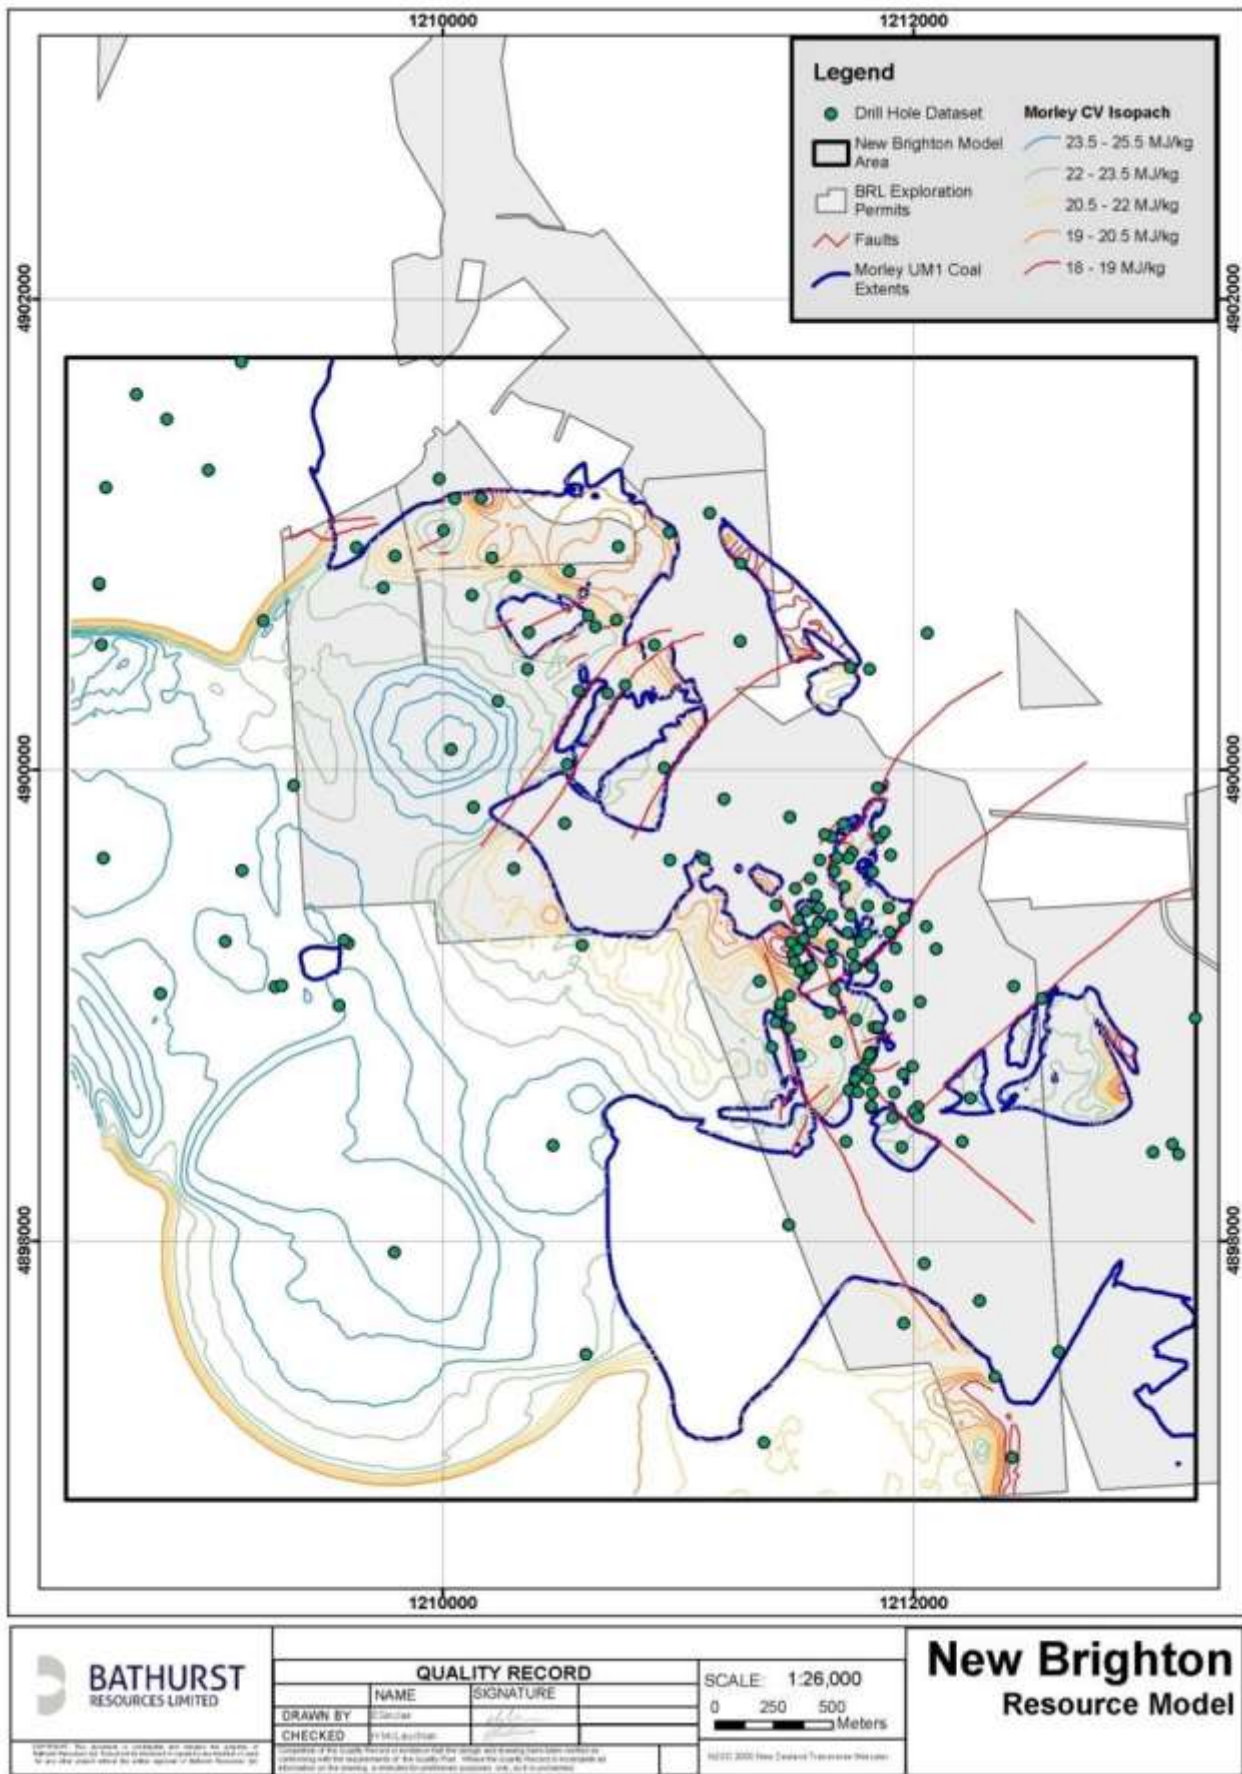 1210000
1212000
Legend
Drill Hole Dataset
New Brighton Model
Area
BRL Exploration
Permits
Faults
Morley UM1 Coal
Extents
Morley CV Isopach
23.5 - 25.5 MJ/kg
22 - 23.5 MJ/kg
20.5 - 22 MJ/kg
19 - 20.5 MJ/kg
18 - 19 MJ/kg
4902000
4902000
4900000
4900000
4898000
4898000
1210000
1212000
BATHURST
RESOURCES LIMITED
QUALITY RECORD
NAME
SIGNATURE
DRAWN BY
CHECKED
SCALE: 1:26,000
0 250 500
Meters
New Brighton
Resource Model